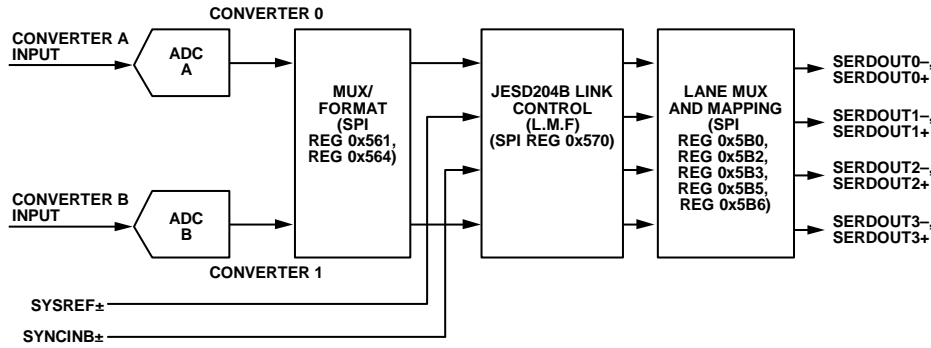 CONVERTER 0
CONVERTER A
INPUT
ADC
A
MUX/
FORMAT
(SPI
REG 0x561,
REG 0x564)
JESD204B LINK
CONTROL
(L.M.F)
(SPI REG 0x570)
LANE MUX
AND MAPPING
(SPI
REG 0x5B0,
REG 0x5B2,
REG 0x5B3,
REG 0x5B5,
REG 0x5B6)
SERDOUT0–,
SERDOUT0+
SERDOUT1–,
SERDOUT1+
SERDOUT2–,
SERDOUT2+
SERDOUT3–,
SERDOUT3+
CONVERTER B
INPUT
ADC
B
CONVERTER 1
SYSREF±
SYNCINB±